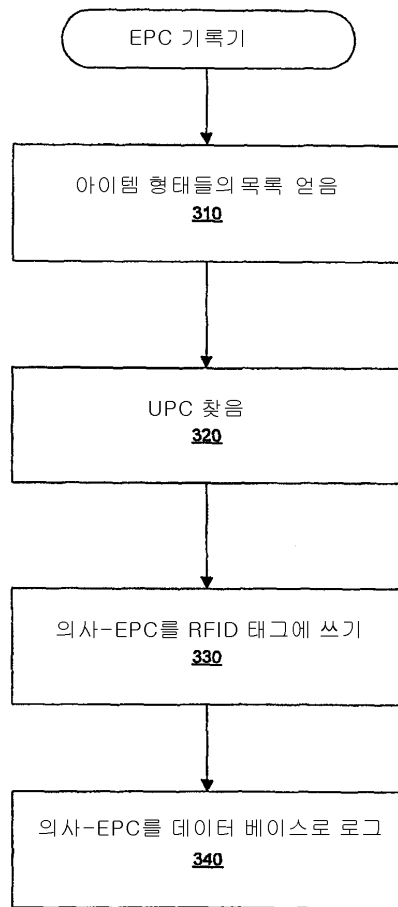 EPC 기록기
아이템 형태들의 목록 얻음
310
UPC 찾음
320
의사-EPC를 RFID 태그에 쓰기
330
의사-EPC를 데이터 베이스로 로그
340